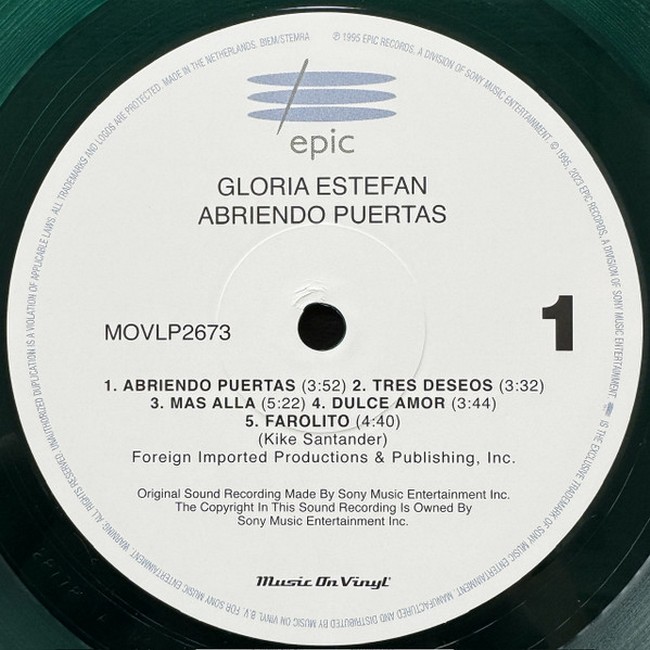 epic
GLORIA ESTEFAN
ABRIENDO PUERTAS
1
MOVLP2673
1. ABRIENDO PUERTAS (3:52) 2. TRES DESEOS (3:32)
3. MAS ALLA (5:22) 4. DULCE AMOR (3:44)
5. FAROLITO (4:40)
(Kike Santander)
Foreign Imported Productions & Publishing, Inc.
Original Sound Recording Made By Sony Music Entertainment Inc.
The Copyright In This Sound Recording Is Owned By
Sony Music Entertainment Inc.
Music On Vinyl
℗ 1995 EPIC RECORDS, A DIVISION OF SONY MUSIC ENTERTAINMENT. © 1995, 2023 EPIC RECORDS, A DIVISION OF SONY MUSIC ENTERTAINMENT. IS THE EXCLUSIVE TRADEMARK OF SONY MUSIC ENTERTAINMENT. MANUFACTURED AND DISTRIBUTED BY MUSIC ON VINYL B.V. FOR SONY MUSIC ENTERTAINMENT. WARNING: ALL RIGHTS RESERVED. UNAUTHORIZED DUPLICATION IS A VIOLATION OF APPLICABLE LAWS. ALL TRADEMARKS AND LOGOS ARE PROTECTED. MADE IN THE NETHERLANDS. BIEM/STEMRA